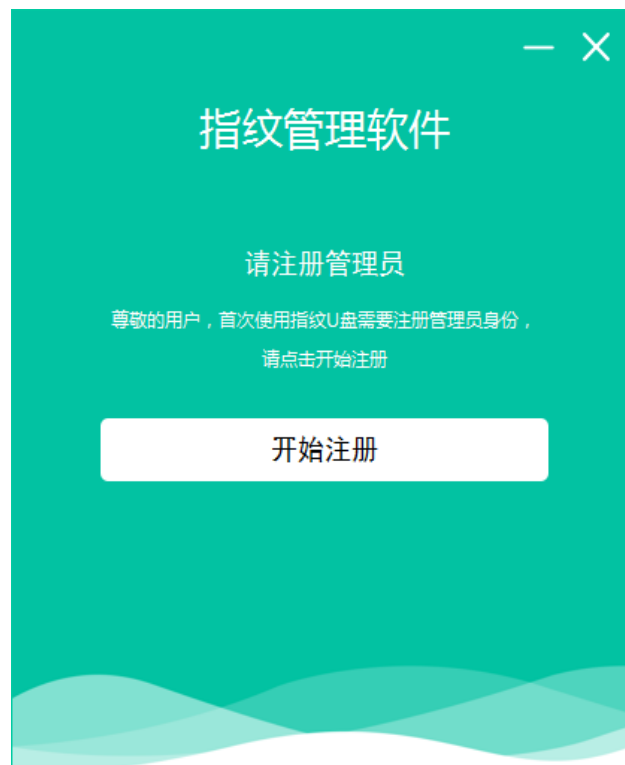 指纹管理软件
请注册管理员
尊敬的用户，首次使用指纹U盘需要注册管理员身份，
请点击开始注册
开始注册